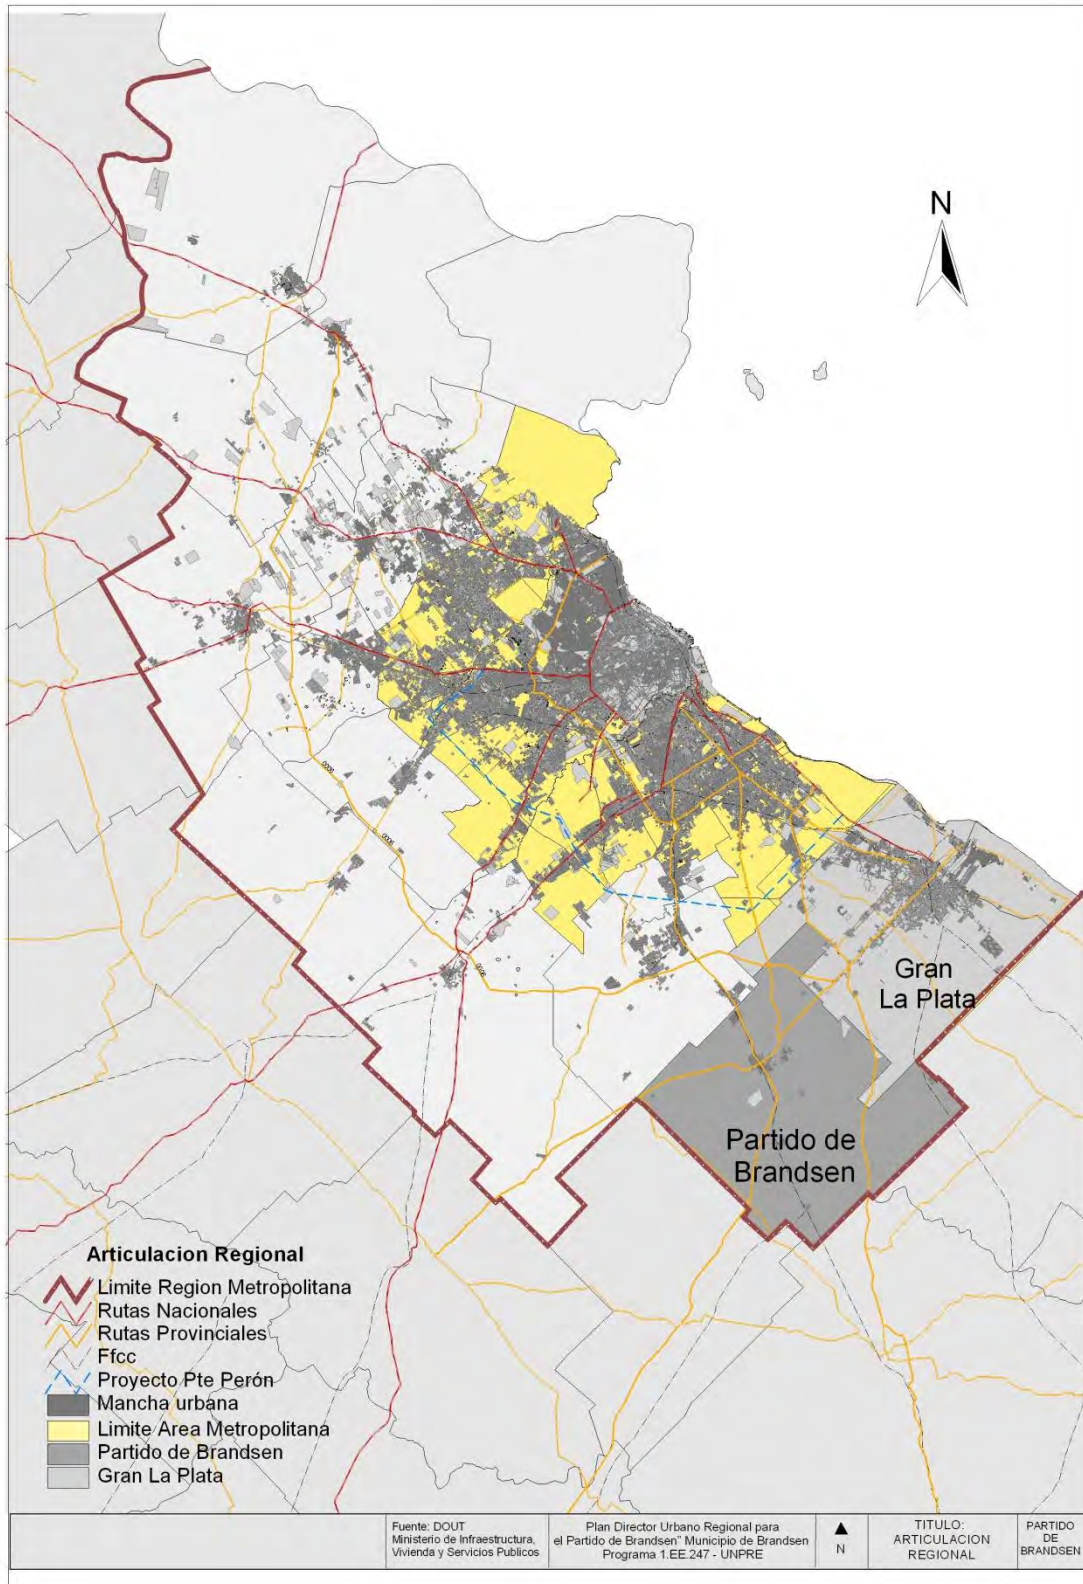 N
Gran
La Plata
Partido de
Brandsen
Articulacion Regional
Limite Region Metropolitana
Rutas Nacionales
Rutas Provinciales
Ffcc
Proyecto Pte Perón
Mancha urbana
Limite Area Metropolitana
Partido de Brandsen
Gran La Plata
Fuente: DOUT
Ministerio de Infraestructura,
Vivienda y Servicios Publicos
Plan Director Urbano Regional para
el Partido de Brandsen" Municipio de Brandsen
Programa 1.EE.247 - UNPRE
N
TITULO:
ARTICULACION
REGIONAL
PARTIDO
DE
BRANDSEN